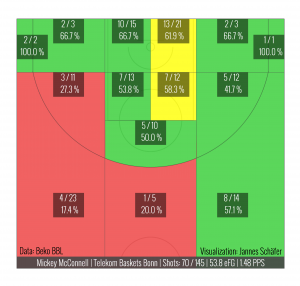 2 / 3
66.7 %
10 / 15
66.7 %
13 / 21
61.9 %
2 / 3
66.7 %
2 / 2
100.0 %
1 / 1
100.0 %
3 / 11
27.3 %
7 / 13
53.8 %
7 / 12
58.3 %
5 / 12
41.7 %
5 / 10
50.0 %
4 / 23
17.4 %
1 / 5
20.0 %
8 / 14
57.1 %
Data: Beko BBL
Visualization: Jannes Schäfer
Mickey McConnell | Telekom Baskets Bonn | Shots: 70 / 145 | 53.8 eFG | 1.48 PPS